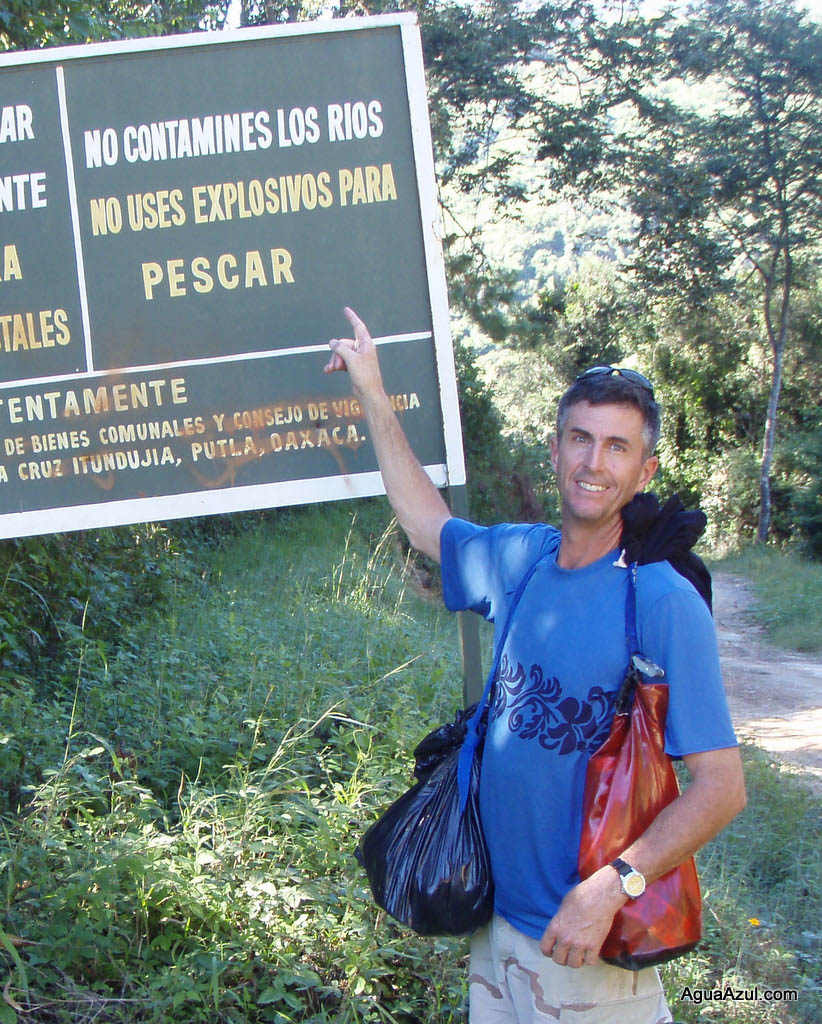 AR
NTE
A
TALES
NO CONTAMINES LOS RIOS
NO USES EXPLOSIVOS PARA
PESCAR
TENTAMENTE
DE BIENES COMUNALES Y CONSEJO DE VIGILANCIA
A CRUZ ITUNDUJIA, PUTLA, OAXACA.
AguaAzul.com